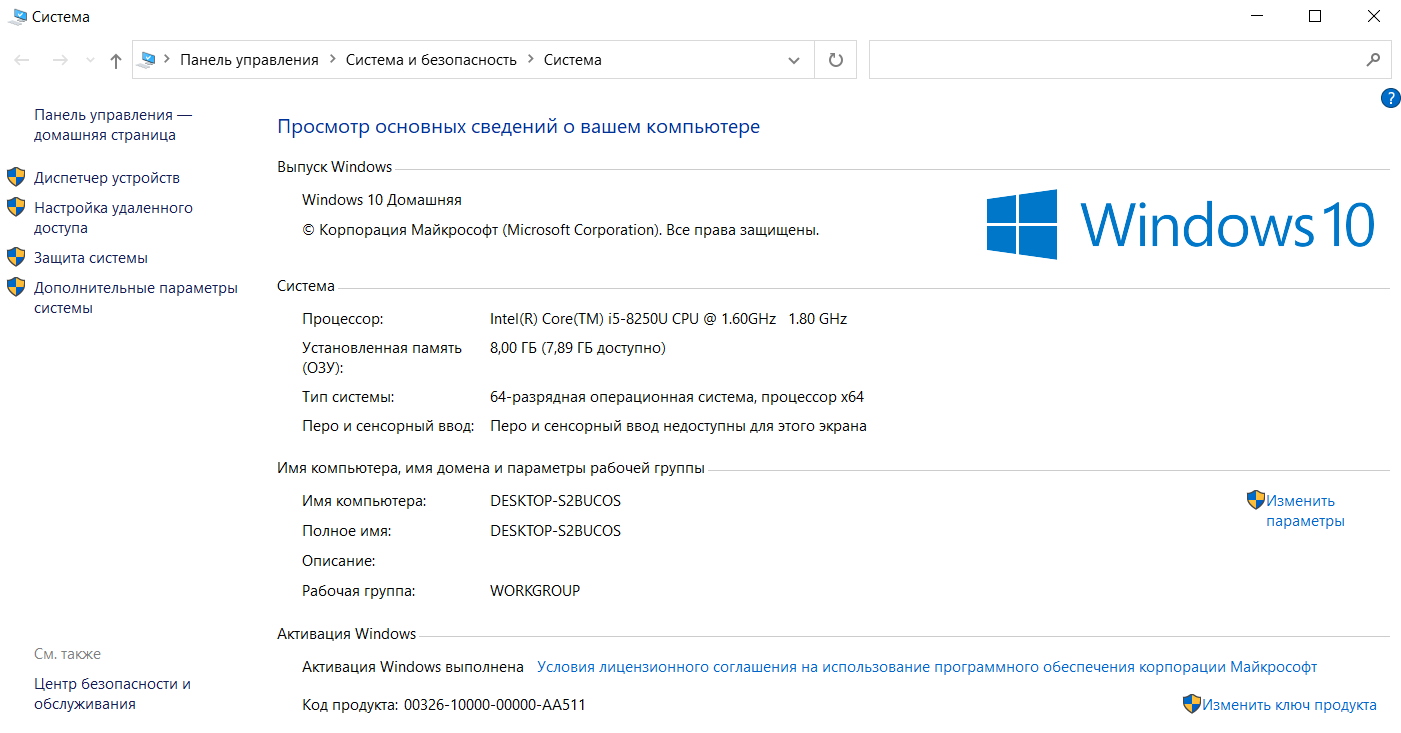 Система
Панель управления Система и безопасность Система
?
Панель управления —
домашняя страница
Диспетчер устройств
Настройка удаленного
доступа
Защита системы
Дополнительные параметры
системы
Просмотр основных сведений о вашем компьютере
Выпуск Windows
Windows 10 Домашняя
© Корпорация Майкрософт (Microsoft Corporation). Все права защищены.
Windows 10
Система
Процессор: Intel(R) Core(TM) i5-8250U CPU @ 1.60GHz 1.80 GHz
Установленная память 8,00 ГБ (7,89 ГБ доступно)
(ОЗУ):
Тип системы: 64-разрядная операционная система, процессор x64
Перо и сенсорный ввод: Перо и сенсорный ввод недоступны для этого экрана
Имя компьютера, имя домена и параметры рабочей группы
Имя компьютера: DESKTOP-S2BUCOS
Изменить
параметры
Полное имя: DESKTOP-S2BUCOS
Описание:
Рабочая группа: WORKGROUP
Активация Windows
Активация Windows выполнена Условия лицензионного соглашения на использование программного обеспечения корпорации Майкрософт
Код продукта: 00326-10000-00000-AA511 Изменить ключ продукта
См. также
Центр безопасности и
обслуживания